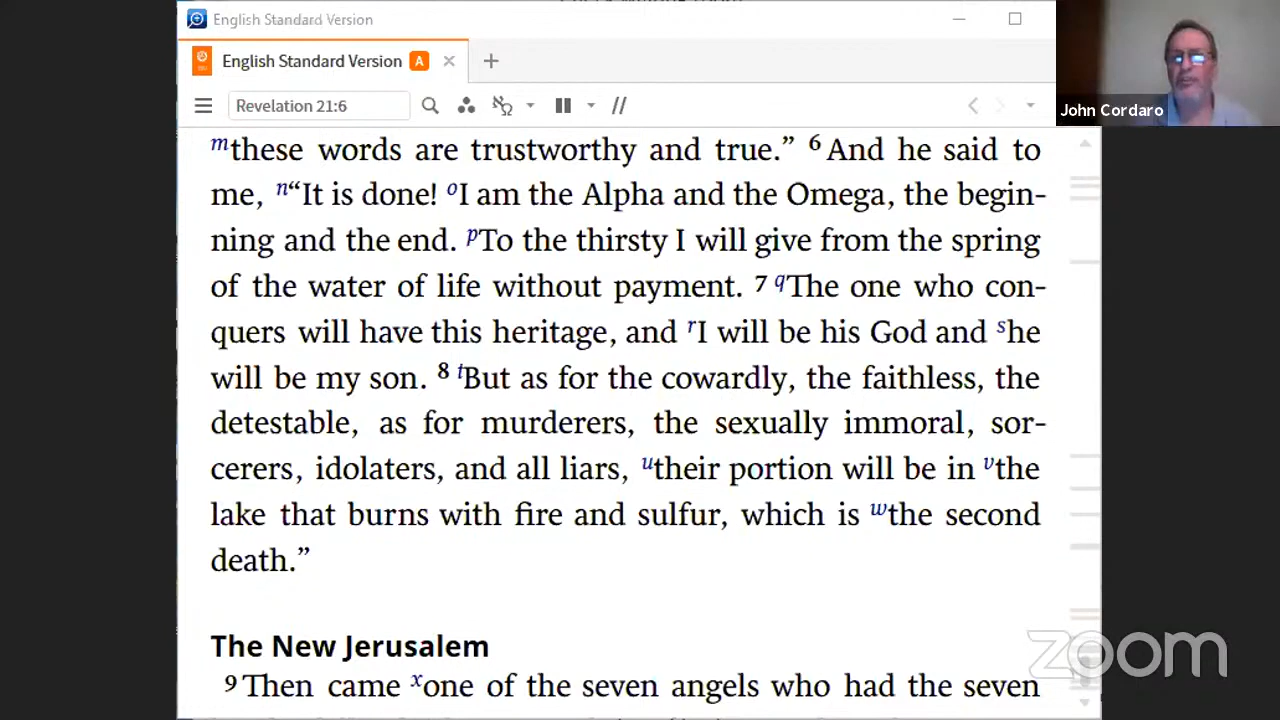 English Standard Version
English Standard Version A
Revelation 21:6
John Cordaro
ᵐthese words are trustworthy and true.” ⁶And he said to
me, ⁿ“It is done! ᵒI am the Alpha and the Omega, the begin-
ning and the end. ᵖTo the thirsty I will give from the spring
of the water of life without payment. 7 qThe one who con-
quers will have this heritage, and ʳI will be his God and ˢhe
will be my son. 8 ᵗBut as for the cowardly, the faithless, the
detestable, as for murderers, the sexually immoral, sor-
cerers, idolaters, and all liars, ᵘtheir portion will be in ᵛthe
lake that burns with fire and sulfur, which is ʷthe second
death.”
The New Jerusalem
9 Then came ˣone of the seven angels who had the seven
zoom